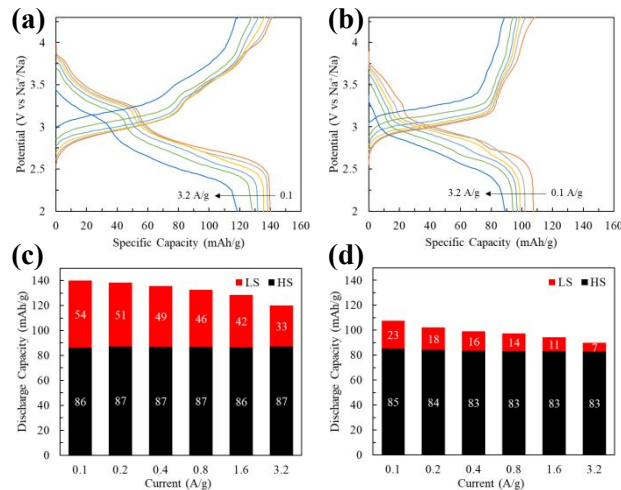 (a)
4
3.5
3
2.5
2
Potential (V vs Na⁺/Na)
3.2 A/g
0.1
0 20 40 60 80 100 120 140 160
Specific Capacity (mAh/g)
(b)
4
3.5
3
2.5
2
Potential (V vs Na⁺/Na)
3.2 A/g
0.1 A/g
0 20 40 60 80 100 120 140 160
Specific Capacity (mAh/g)
(c)
LS HS
140
120
100
80
60
40
20
0
Discharge Capacity (mAh/g)
54 51 49 46 42 33
86 87 87 87 86 87
0.1 0.2 0.4 0.8 1.6 3.2
Current (A/g)
(d)
LS HS
140
120
100
80
60
40
20
0
Discharge Capacity (mAh/g)
23 18 16 14 11 7
85 84 83 83 83 83
0.1 0.2 0.4 0.8 1.6 3.2
Current (A/g)